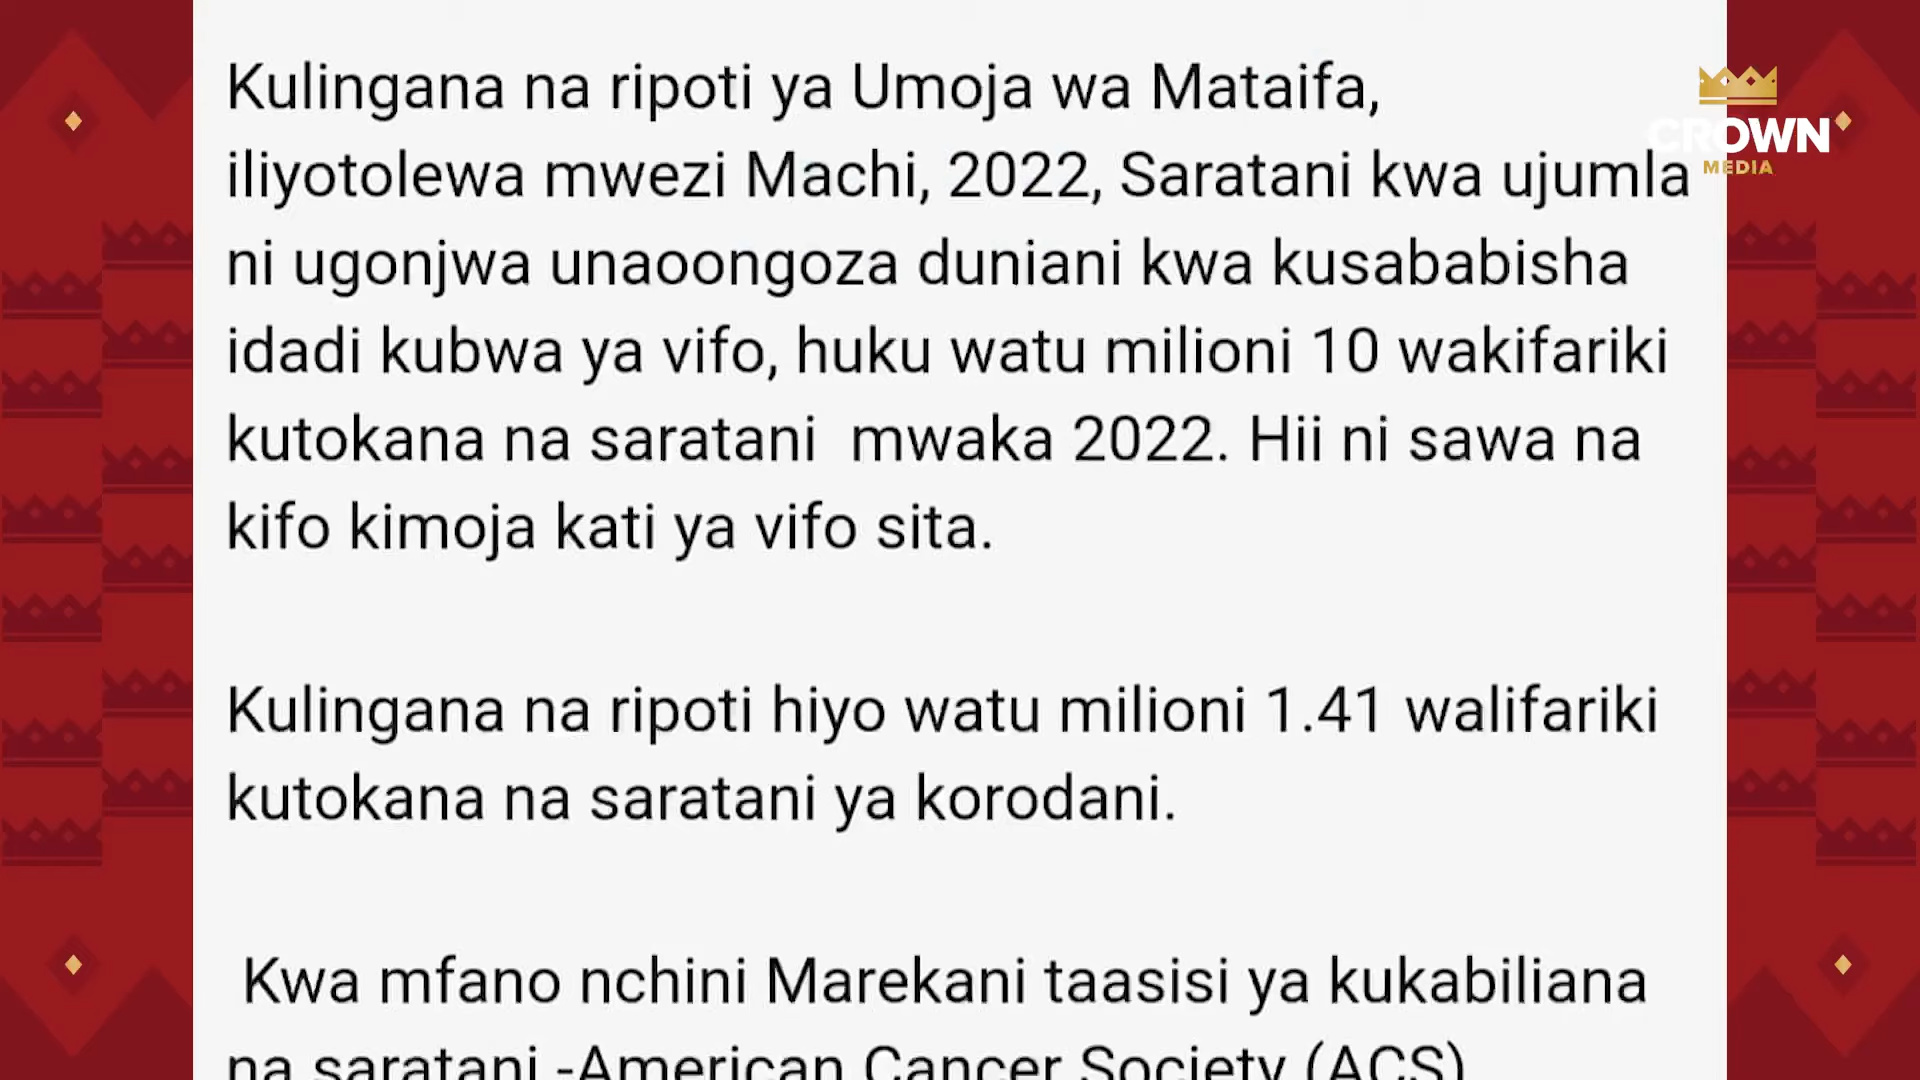 Kulingana na ripoti ya Umoja wa Mataifa,
iliyotolewa mwezi Machi, 2022, Saratani kwa ujumla
ni ugonjwa unaoongoza duniani kwa kusababisha
idadi kubwa ya vifo, huku watu milioni 10 wakifariki
kutokana na saratani  mwaka 2022. Hii ni sawa na
kifo kimoja kati ya vifo sita.
Kulingana na ripoti hiyo watu milioni 1.41 walifariki
kutokana na saratani ya korodani.
Kwa mfano nchini Marekani taasisi ya kukabiliana
na saratani -American Cancer Society (ACS)
CROWN
MEDIA